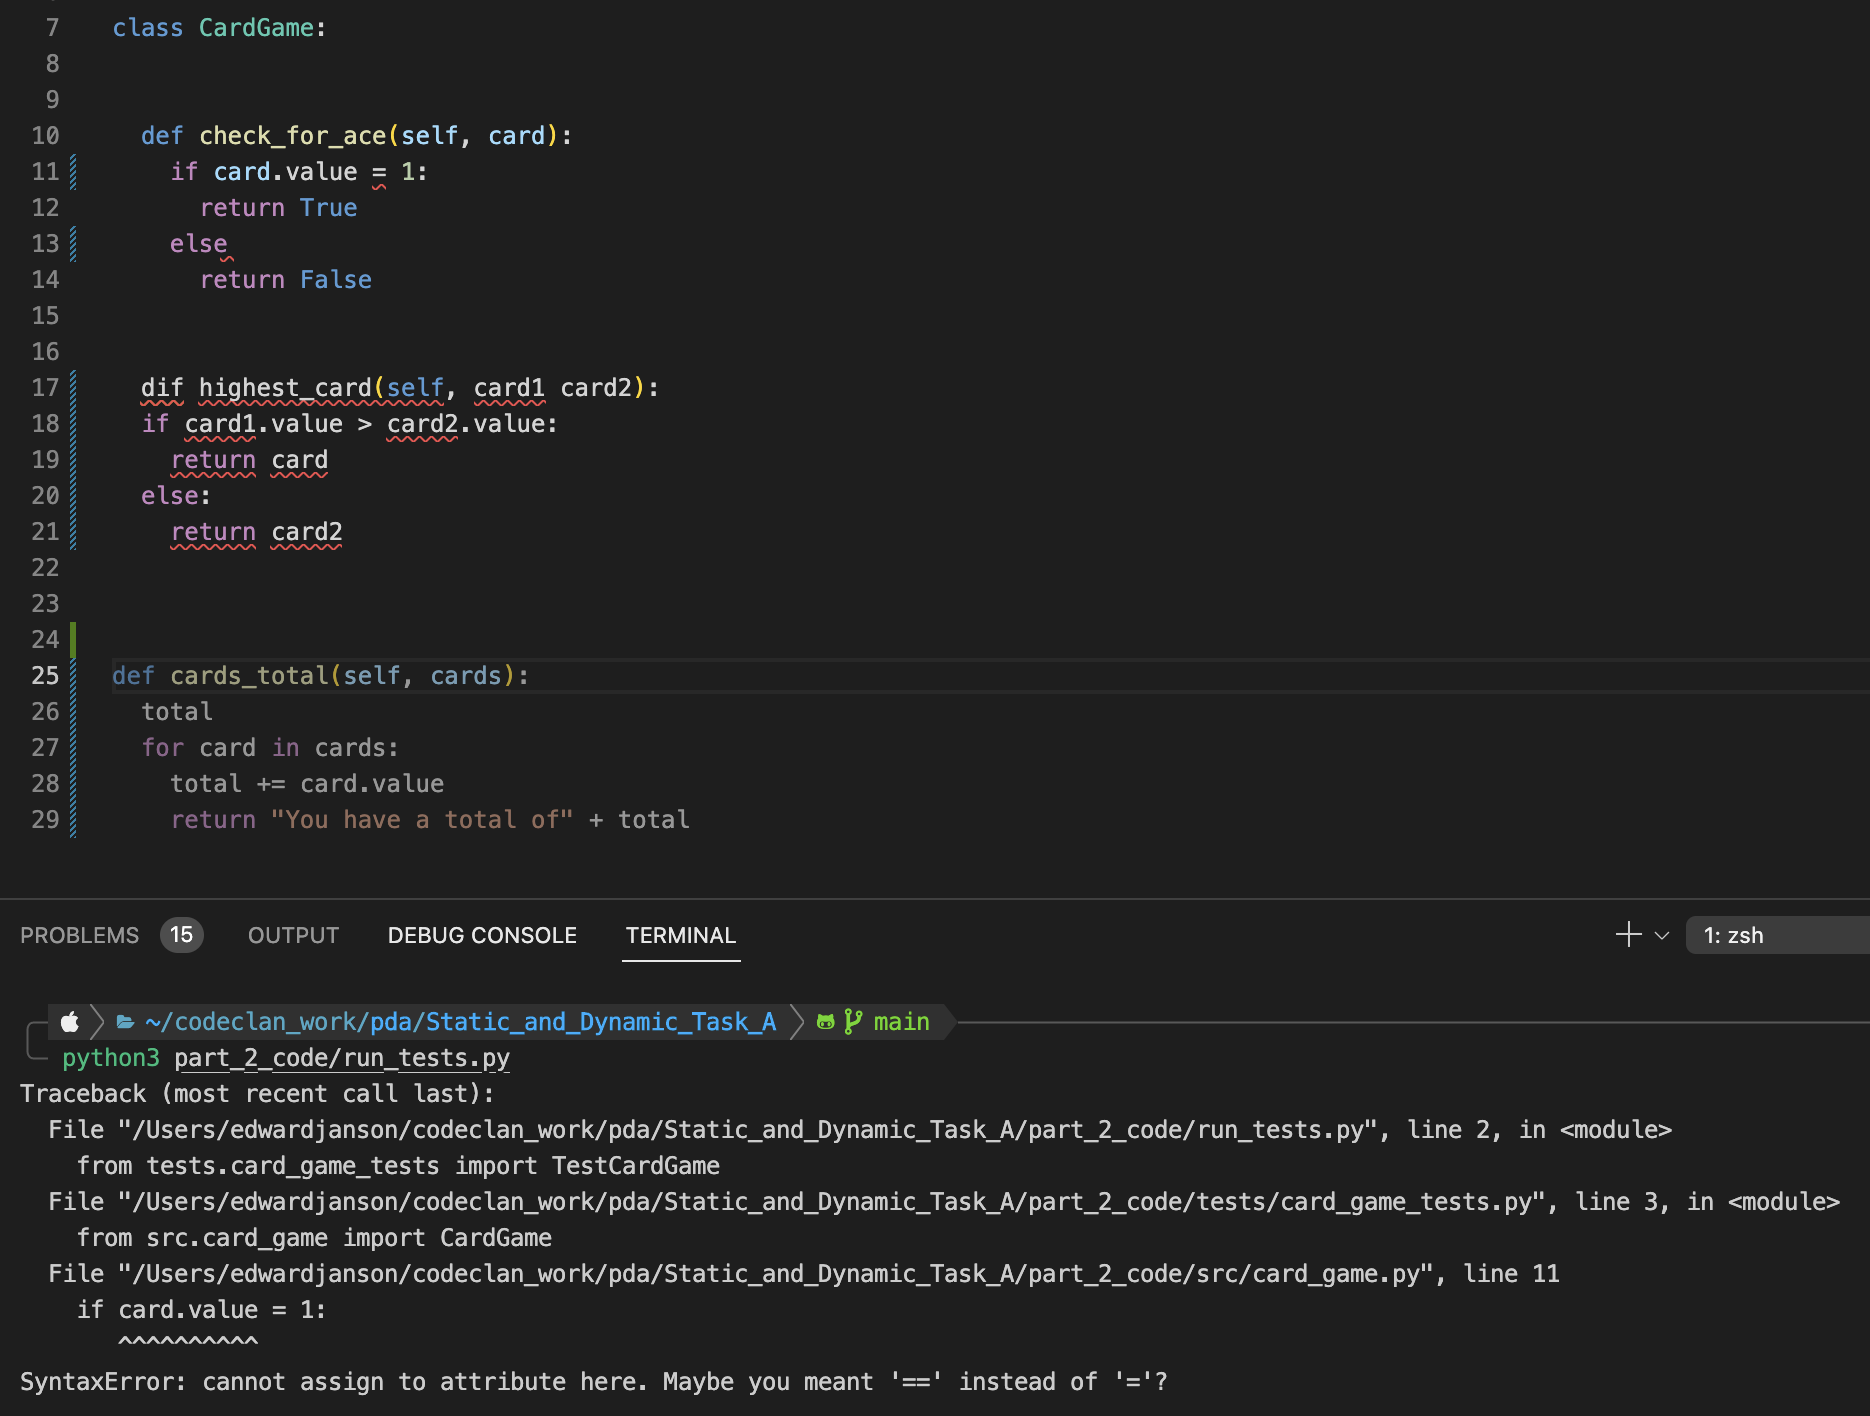 7 class CardGame:
8
9
10 def check_for_ace(self, card):
11 if card.value = 1:
12 return True
13 else
14 return False
15
16
17 dif highest_card(self, card1 card2):
18 if card1.value > card2.value:
19 return card
20 else:
21 return card2
22
23
24
25 def cards_total(self, cards):
26 total
27 for card in cards:
28 total += card.value
29 return "You have a total of" + total
PROBLEMS 15 OUTPUT DEBUG CONSOLE TERMINAL 1: zsh
~/codeclan_work/pda/Static_and_Dynamic_Task_A main
python3 part_2_code/run_tests.py
Traceback (most recent call last):
File "/Users/edwardjanson/codeclan_work/pda/Static_and_Dynamic_Task_A/part_2_code/run_tests.py", line 2, in <module>
from tests.card_game_tests import TestCardGame
File "/Users/edwardjanson/codeclan_work/pda/Static_and_Dynamic_Task_A/part_2_code/tests/card_game_tests.py", line 3, in <module>
from src.card_game import CardGame
File "/Users/edwardjanson/codeclan_work/pda/Static_and_Dynamic_Task_A/part_2_code/src/card_game.py", line 11
if card.value = 1:
^^^^^^^^^^
SyntaxError: cannot assign to attribute here. Maybe you meant '==' instead of '='?